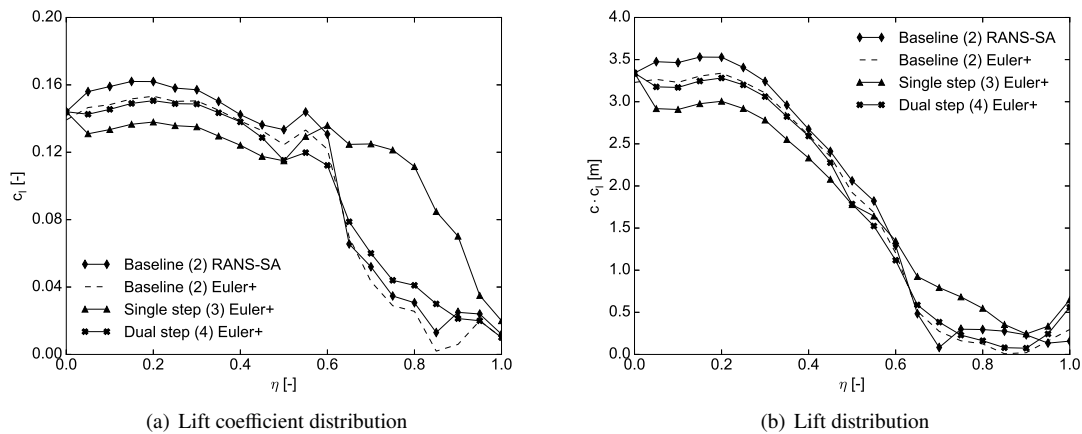 0.20
0.16
0.12
0.08
0.04
0.00
cl [-]
0.0 0.2 0.4 0.6 0.8 1.0
η [-]
Baseline (2) RANS-SA
Baseline (2) Euler+
Single step (3) Euler+
Dual step (4) Euler+
(a) Lift coefficient distribution
4.0
3.5
3.0
2.5
2.0
1.5
1.0
0.5
0.0
c · cl [m]
0.0 0.2 0.4 0.6 0.8 1.0
η [-]
Baseline (2) RANS-SA
Baseline (2) Euler+
Single step (3) Euler+
Dual step (4) Euler+
(b) Lift distribution